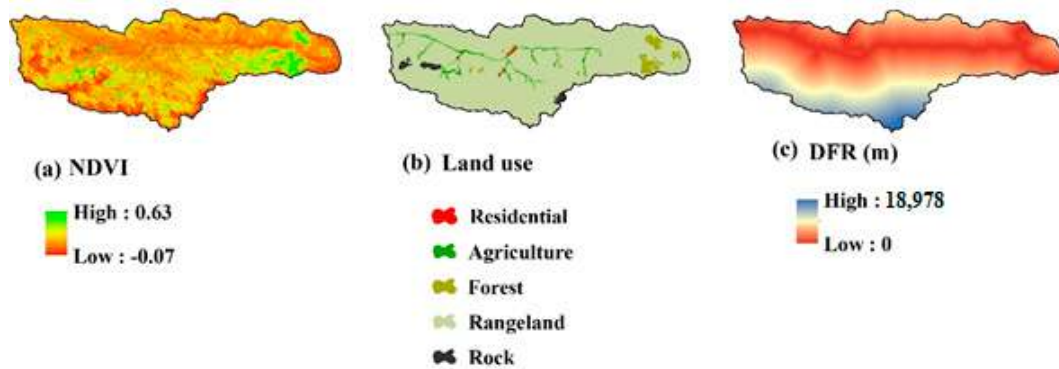 (a) NDVI
High : 0.63
Low : -0.07
(b) Land use
Residential
Agriculture
Forest
Rangeland
Rock
(c) DFR (m)
High : 18,978
Low : 0